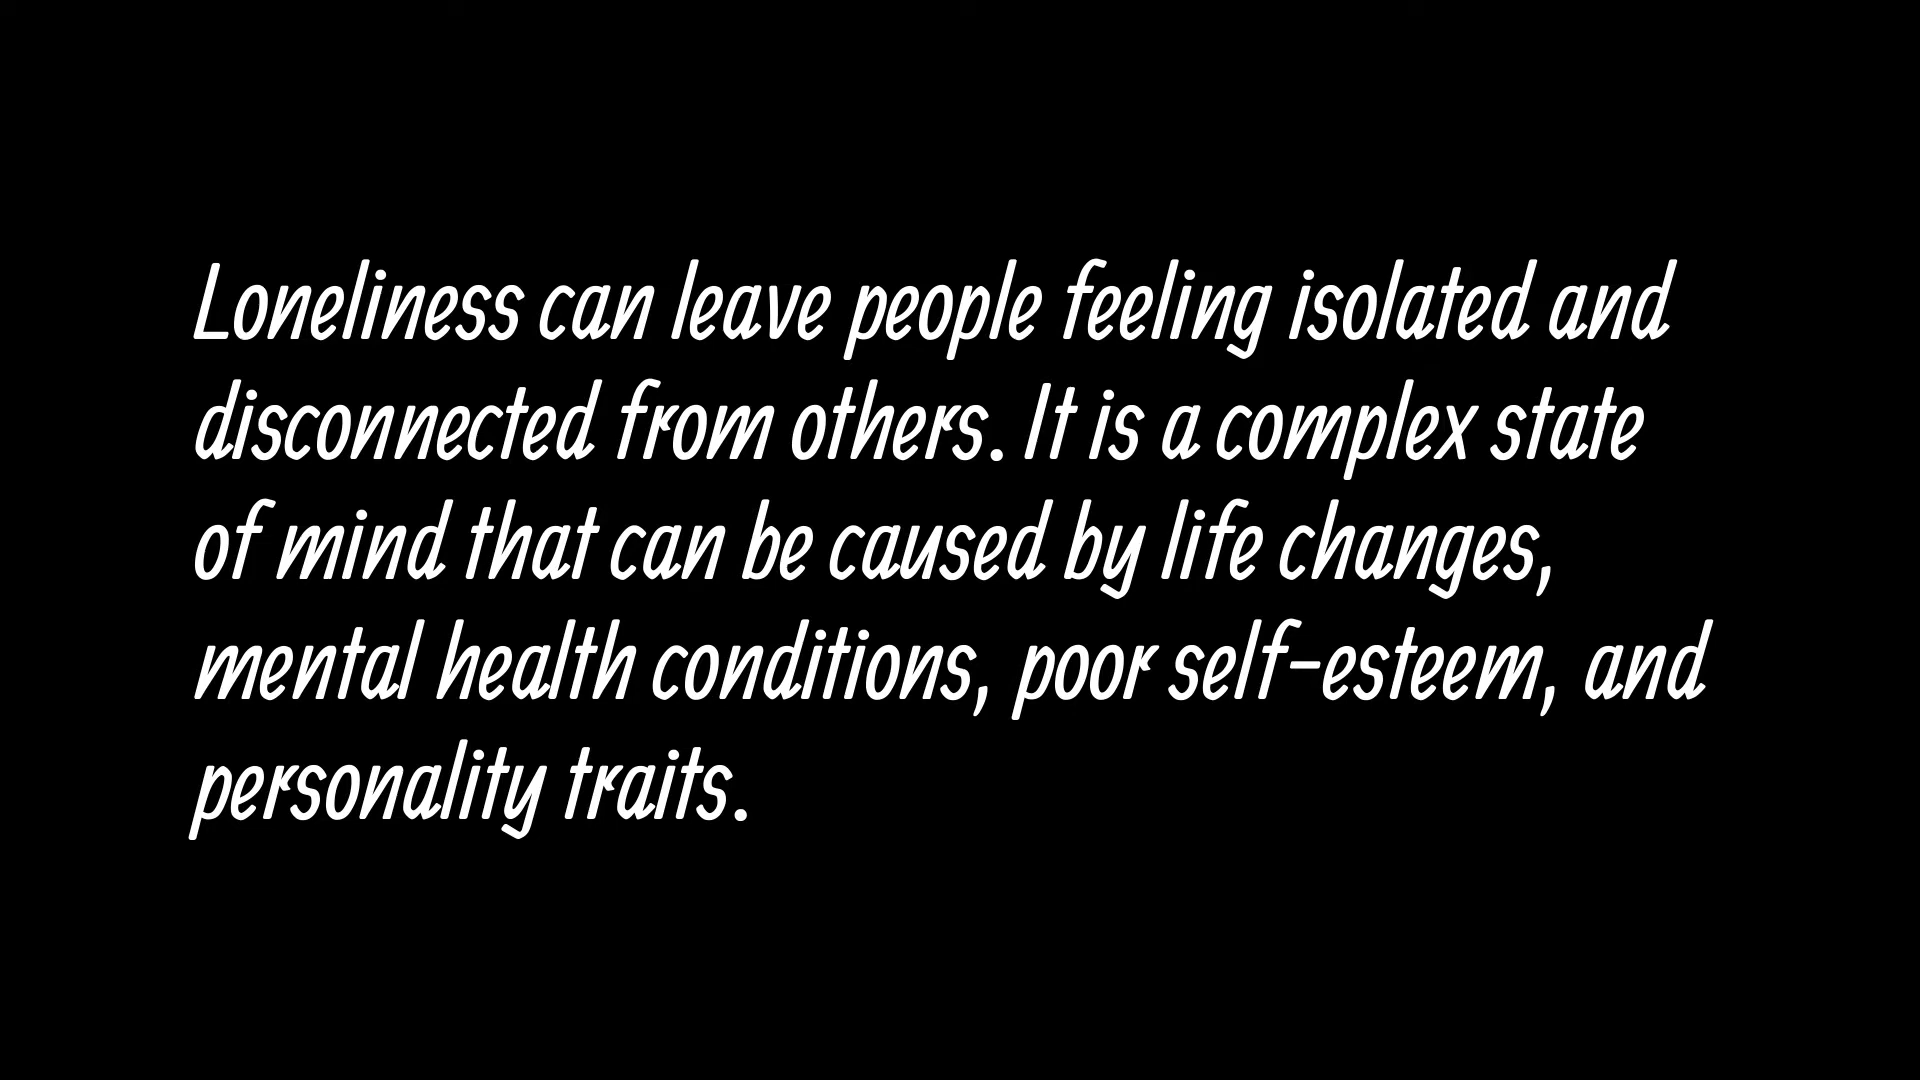 Loneliness can leave people feeling isolated and
disconnected from others. It is a complex state
of mind that can be caused by life changes,
mental health conditions, poor self-esteem, and
personality traits.